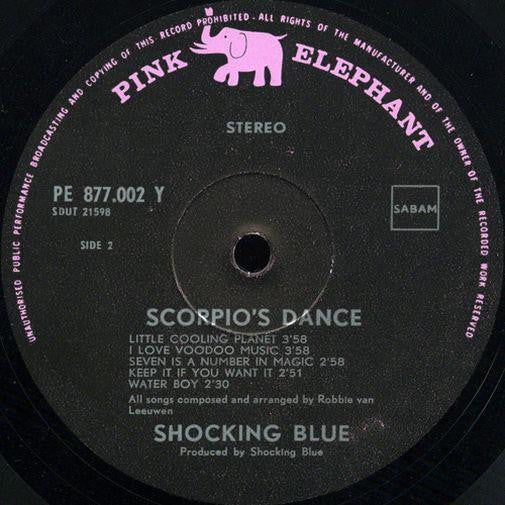 UNAUTHORISED PUBLIC PERFORMANCE BROADCASTING AND COPYING OF THIS RECORD PROHIBITED - ALL RIGHTS OF THE MANUFACTURER AND OF THE OWNER OF THE RECORDED WORK RESERVED
PINK ELEPHANT
STEREO
PE 877.002 Y
SDUT 21598
SABAM
SIDE 2
SCORPIO'S DANCE
LITTLE COOLING PLANET 3'58
I LOVE VOODOO MUSIC 3'58
SEVEN IS A NUMBER IN MAGIC 2'58
KEEP IT IF YOU WANT IT 2'51
WATER BOY 2'30
All songs composed and arranged by Robbie van
Leeuwen
SHOCKING BLUE
Produced by Shocking Blue